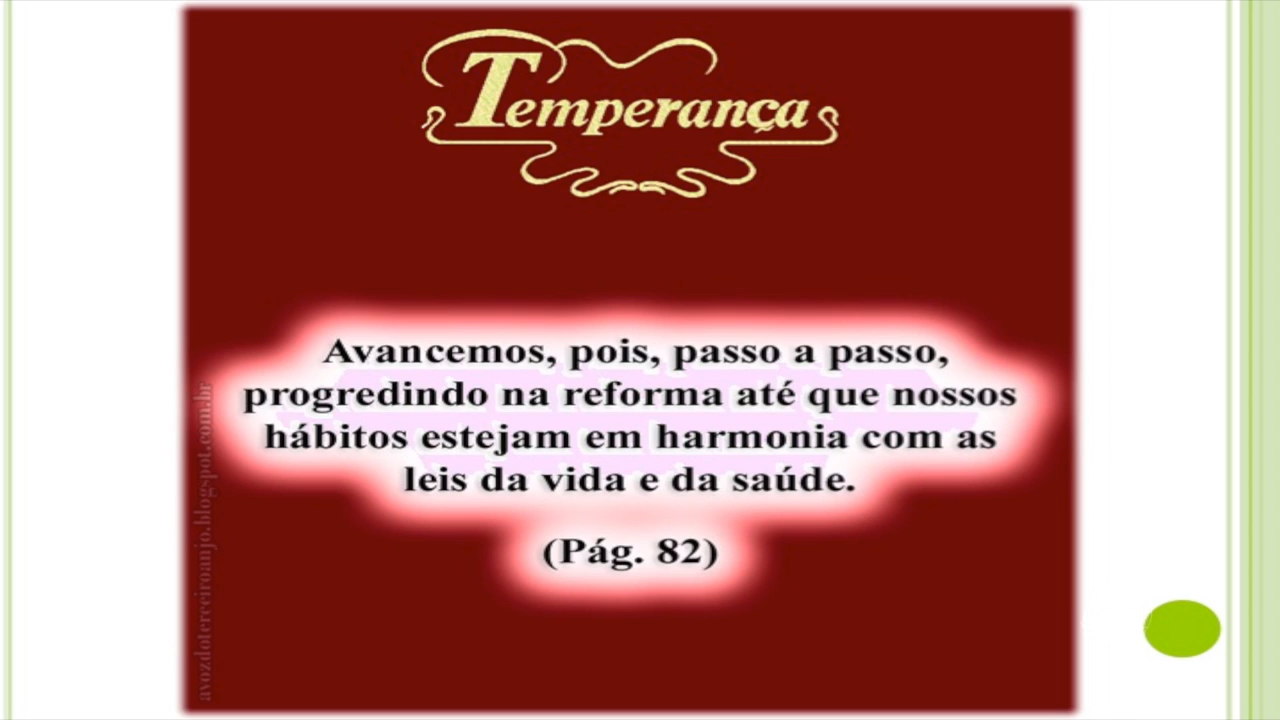 Temperança
Avancemos, pois, passo a passo,
progredindo na reforma até que nossos
hábitos estejam em harmonia com as
leis da vida e da saúde.
(Pág. 82)
avozdoterceiroanjo.blogspot.com.br